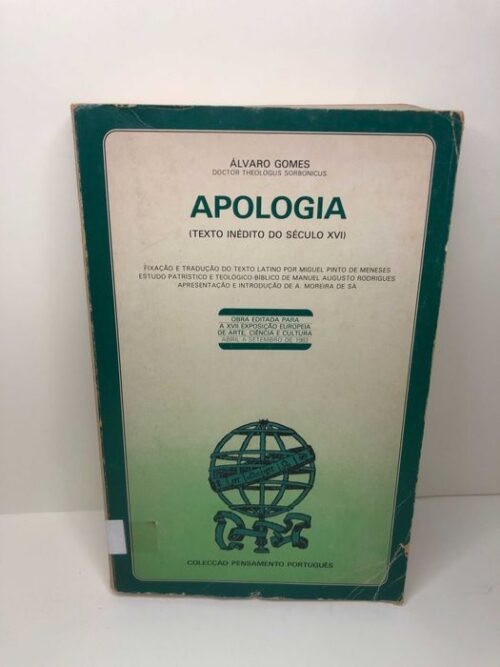 ÁLVARO GOMES
DOCTOR THEOLOGUS SORBONICUS
APOLOGIA
(TEXTO INÉDITO DO SÉCULO XVI)
FIXAÇÃO E TRADUÇÃO DO TEXTO LATINO POR MIGUEL PINTO DE MENESES
ESTUDO PATRÍSTICO E TEOLÓGICO-BÍBLICO DE MANUEL AUGUSTO RODRIGUES
APRESENTAÇÃO E INTRODUÇÃO DE A. MOREIRA DE SÁ
OBRA EDITADA PARA
A XVII EXPOSIÇÃO EUROPEIA
DE ARTE, CIÊNCIA E CULTURA
ABRIL A SETEMBRO DE 1983
COLECÇÃO PENSAMENTO PORTUGUÊS